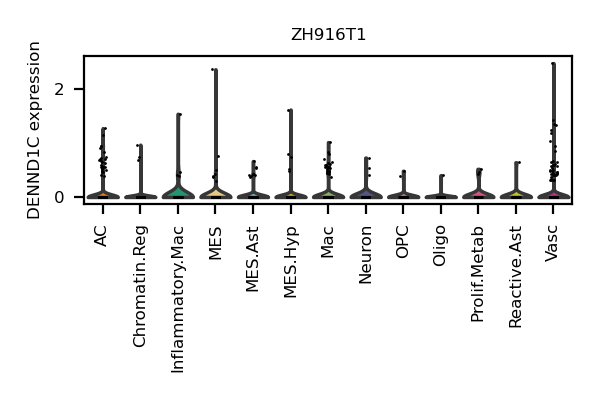 ZH916T1
DENND1C expression
2
0
AC
Chromatin.Reg
Inflammatory.Mac
MES
MES.Ast
MES.Hyp
Mac
Neuron
OPC
Oligo
Prolif.Metab
Reactive.Ast
Vasc